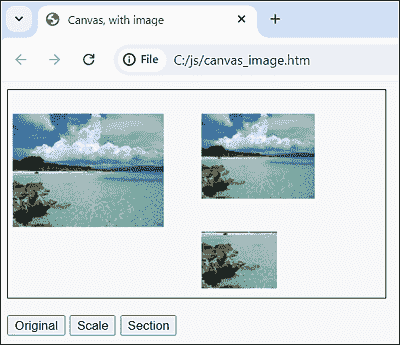 Canvas, with image
File C:/js/canvas_image.htm
Original Scale Section